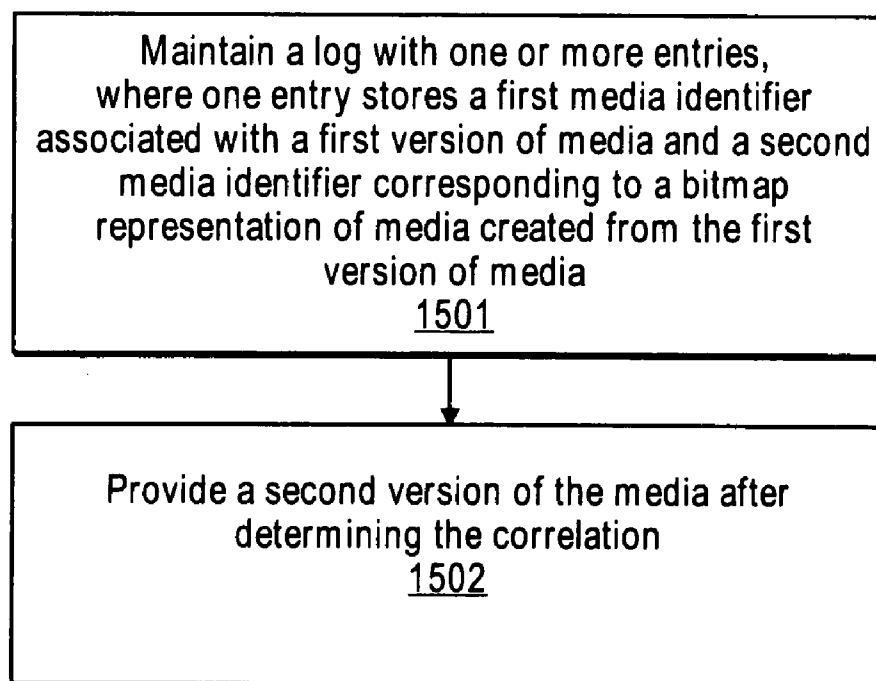 Maintain a log with one or more entries,
where one entry stores a first media identifier
associated with a first version of media and a second
media identifier corresponding to a bitmap
representation of media created from the first
version of media
1501
Provide a second version of the media after
determining the correlation
1502